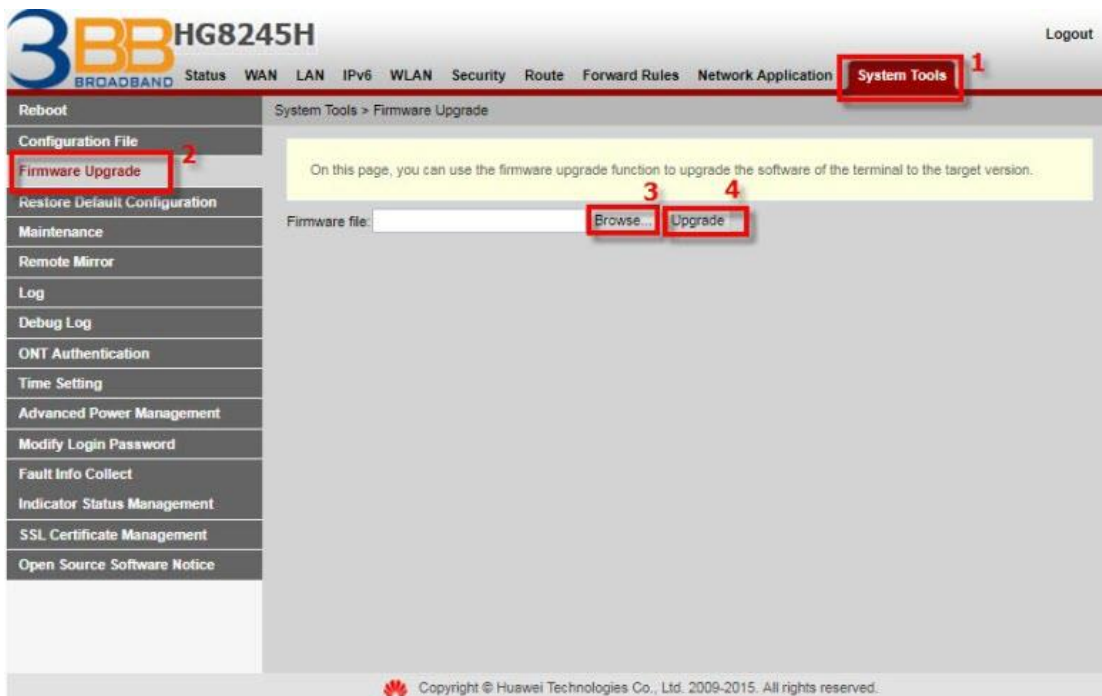 3BB BROADBAND
HG8245H
Logout
Status WAN LAN IPv6 WLAN Security Route Forward Rules Network Application System Tools 1
Reboot
System Tools > Firmware Upgrade
Configuration File
Firmware Upgrade 2
On this page, you can use the firmware upgrade function to upgrade the software of the terminal to the target version.
Restore Default Configuration
3 4
Firmware file: Browse... Upgrade
Maintenance
Remote Mirror
Log
Debug Log
ONT Authentication
Time Setting
Advanced Power Management
Modify Login Password
Fault Info Collect
Indicator Status Management
SSL Certificate Management
Open Source Software Notice
Copyright © Huawei Technologies Co., Ltd. 2009-2015. All rights reserved.